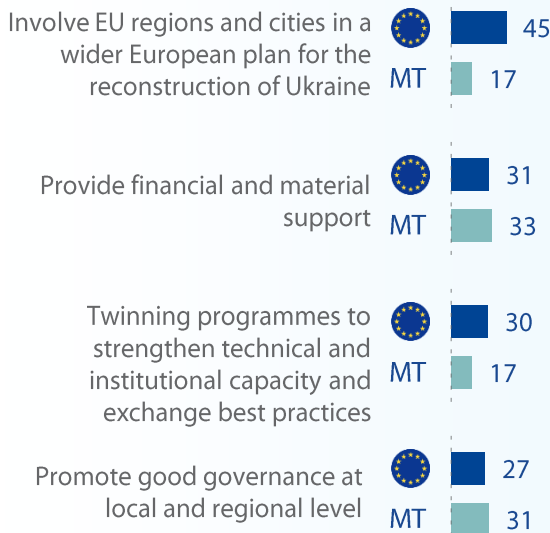 Involve EU regions and cities in a
wider European plan for the
reconstruction of Ukraine
45
MT
17
Provide financial and material
support
31
MT
33
Twinning programmes to
strengthen technical and
institutional capacity and
exchange best practices
30
MT
17
Promote good governance at
local and regional level
27
MT
31